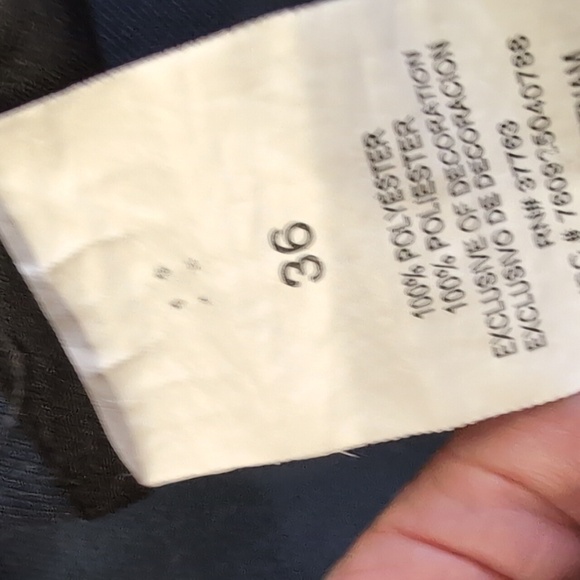 36
100% POLYESTER
100% POLIESTER
EXCLUSIVE OF DECORATION
EXCLUSIVO DE DECORACION
RN# 37763